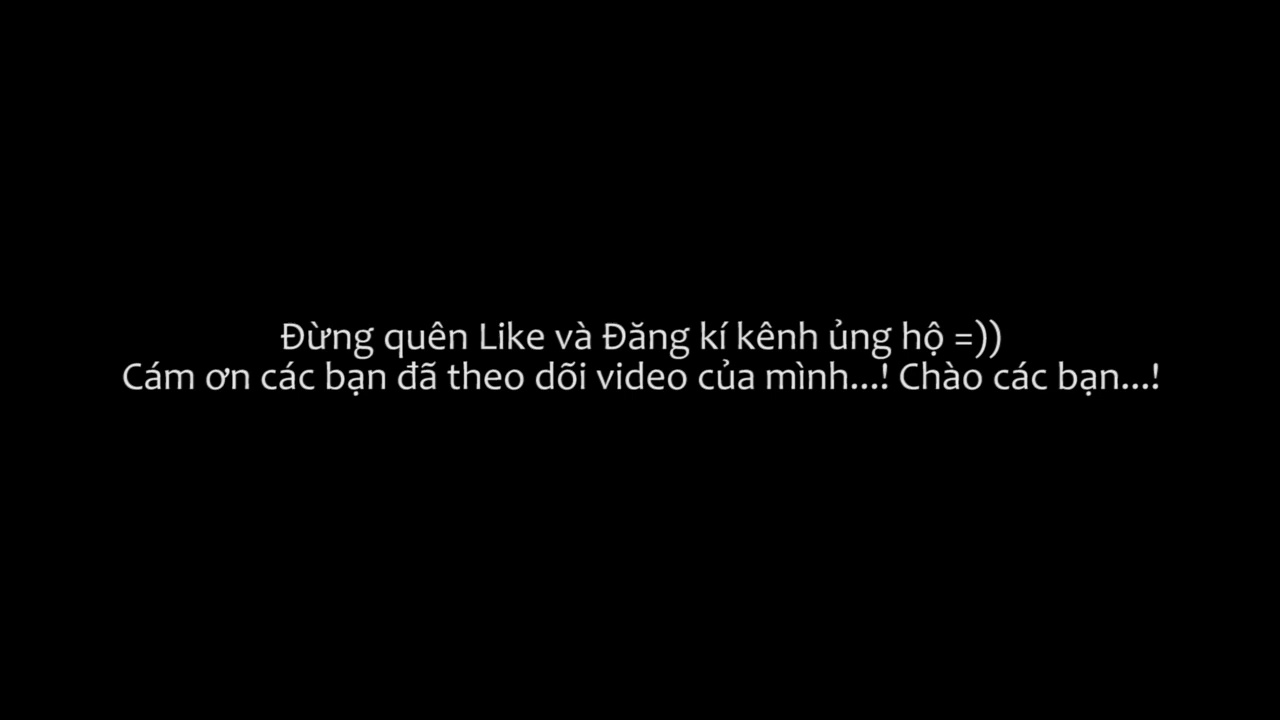 Đừng quên Like và Đăng kí kênh ủng hộ =))
Cám ơn các bạn đã theo dõi video của mình...! Chào các bạn...!